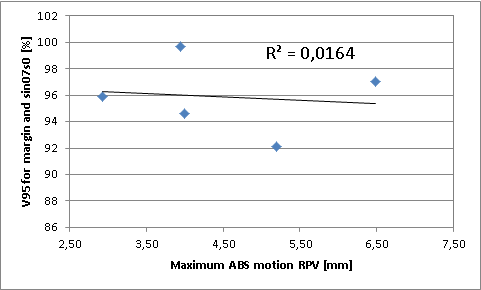 102
100
98
96
94
92
90
88
86
V95 for margin and sin07s0 [%]
R² = 0,0164
2,50 3,50 4,50 5,50 6,50 7,50
Maximum ABS motion RPV [mm]